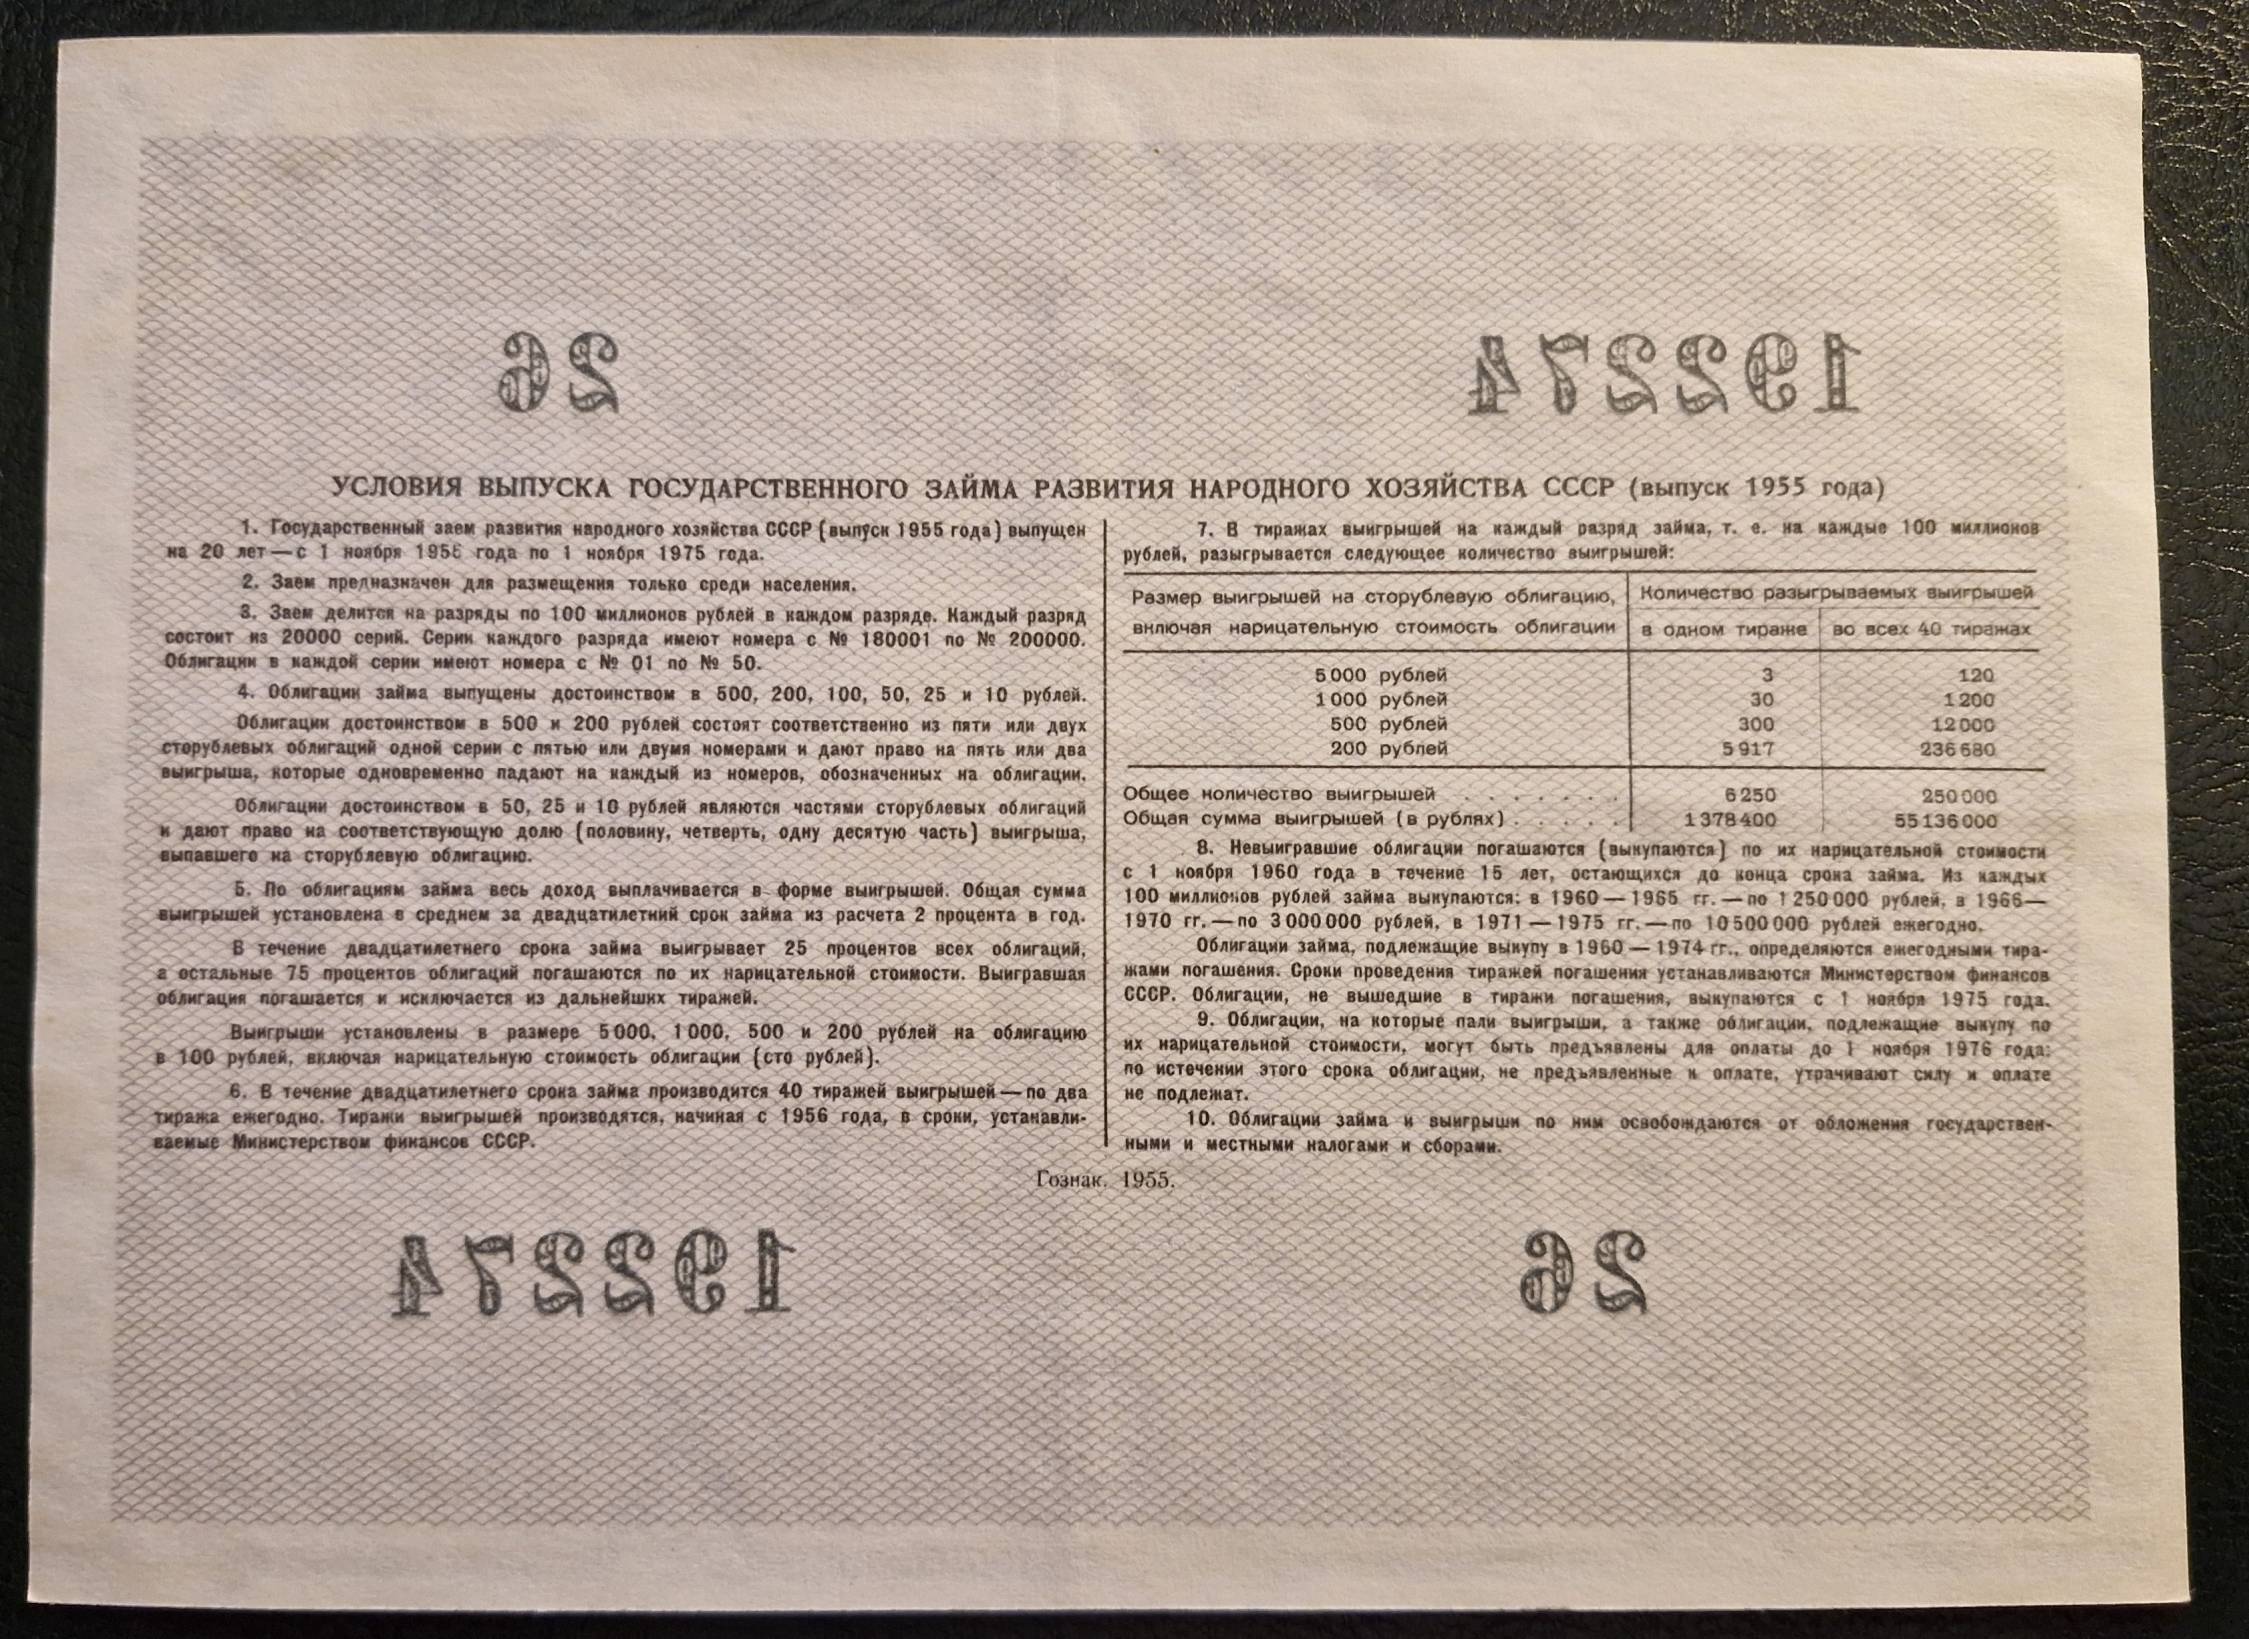 26
192274
УСЛОВИЯ ВЫПУСКА ГОСУДАРСТВЕННОГО ЗАЙМА РАЗВИТИЯ НАРОДНОГО ХОЗЯЙСТВА СССР (выпуск 1955 года)
1. Государственный заем развития народного хозяйства СССР (выпуск 1955 года) выпущен
на 20 лет — с 1 ноября 1955 года по 1 ноября 1975 года.
2. Заем предназначен для размещения только среди населения.
3. Заем делится на разряды по 100 миллионов рублей в каждом разряде. Каждый разряд
состоит из 20000 серий. Серии каждого разряда имеют номера с № 180001 по № 200000.
Облигации в каждой серии имеют номера с № 01 по № 50.
4. Облигации займа выпущены достоинством в 500, 200, 100, 50, 25 и 10 рублей.
Облигации достоинством в 500 и 200 рублей состоят соответственно из пяти или двух
сторублевых облигаций одной серии с пятью или двумя номерами и дают право на пять или два
выигрыша, которые одновременно падают на каждый из номеров, обозначенных на облигации.
Облигации достоинством в 50, 25 и 10 рублей являются частями сторублевых облигаций
и дают право на соответствующую долю (половину, четверть, одну десятую часть) выигрыша,
выпавшего на сторублевую облигацию.
5. По облигациям займа весь доход выплачивается в форме выигрышей. Общая сумма
выигрышей установлена в среднем за двадцатилетний срок займа из расчета 2 процента в год.
В течение двадцатилетнего срока займа выигрывает 25 процентов всех облигаций,
а остальные 75 процентов облигаций погашаются по их нарицательной стоимости. Выигравшая
облигация погашается и исключается из дальнейших тиражей.
Выигрыши установлены в размере 5000, 1000, 500 и 200 рублей на облигацию
в 100 рублей, включая нарицательную стоимость облигации (сто рублей).
6. В течение двадцатилетнего срока займа производится 40 тиражей выигрышей — по два
тиража ежегодно. Тиражи выигрышей производятся, начиная с 1956 года, в сроки, устанавли-
ваемые Министерством финансов СССР.
7. В тиражах выигрышей на каждый разряд займа, т. е. на каждые 100 миллионов
рублей, разыгрывается следующее количество выигрышей:
Размер выигрышей на сторублевую облигацию, включая нарицательную стоимость облигации
Количество разыгрываемых выигрышей
в одном тираже во всех 40 тиражах
5000 рублей 3 120
1000 рублей 30 1200
500 рублей 300 12000
200 рублей 5917 236680
Общее количество выигрышей . . . . . . . 6250 250000
Общая сумма выигрышей (в рублях) . . . . . 1378400 55136000
8. Невыигравшие облигации погашаются (выкупаются) по их нарицательной стоимости
с 1 ноября 1960 года в течение 15 лет, остающихся до конца срока займа. Из каждых
100 миллионов рублей займа выкупаются: в 1960 — 1965 гг. — по 1250000 рублей, в 1966—
1970 гг. — по 3000000 рублей, в 1971 — 1975 гг. — по 10500000 рублей ежегодно.
Облигации займа, подлежащие выкупу в 1960 — 1974 гг., определяются ежегодными тира-
жами погашения. Сроки проведения тиражей погашения устанавливаются Министерством финансов
СССР. Облигации, не вышедшие в тиражи погашения, выкупаются с 1 ноября 1975 года.
9. Облигации, на которые пали выигрыши, а также облигации, подлежащие выкупу по
их нарицательной стоимости, могут быть предъявлены для оплаты до 1 ноября 1976 года;
по истечении этого срока облигации, не предъявленные к оплате, утрачивают силу и оплате
не подлежат.
10. Облигации займа и выигрыши по ним освобождаются от обложения государствен-
ными и местными налогами и сборами.
Гознак. 1955.
192274
26